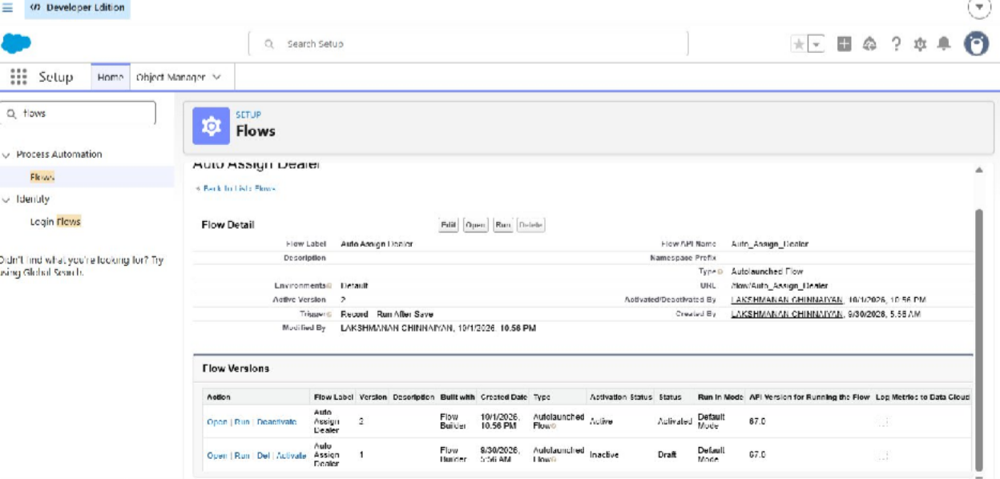 </> Developer Edition
Search Setup
Setup Home Object Manager
flows
SETUP
Flows
Process Automation
Flows
Auto Assign Dealer
« Back to List: Flows
Identity
Login Flows
Flow Detail Edit Open Run Delete
Flow Label Auto Assign Dealer Flow API Name Auto_Assign_Dealer
Description Namespace Prefix
Didn't find what you're looking for? Try
using Global Search.
Type Autolaunched Flow
Environments Default URL /flow/Auto_Assign_Dealer
Active Version 2 Activated/Deactivated By LAKSHMANAN CHINNAIYAN, 10/1/2026, 10:56 PM
Trigger Record—Run After Save Created By LAKSHMANAN CHINNAIYAN, 9/30/2026, 5:56 AM
Modified By LAKSHMANAN CHINNAIYAN, 10/1/2026, 10:56 PM
Flow Versions
Action Flow Label Version Description Built with Created Date Type Activation Status Status Run in Mode API Version for Running the Flow Log Metrics to Data Cloud
Open | Run | Deactivate Auto Assign Dealer 2 Flow Builder 10/1/2026, 10:56 PM Autolaunched Flow Active Activated Default Mode 67.0
Open | Run | Del | Activate Auto Assign Dealer 1 Flow Builder 9/30/2026, 5:56 AM Autolaunched Flow Inactive Draft Default Mode 67.0